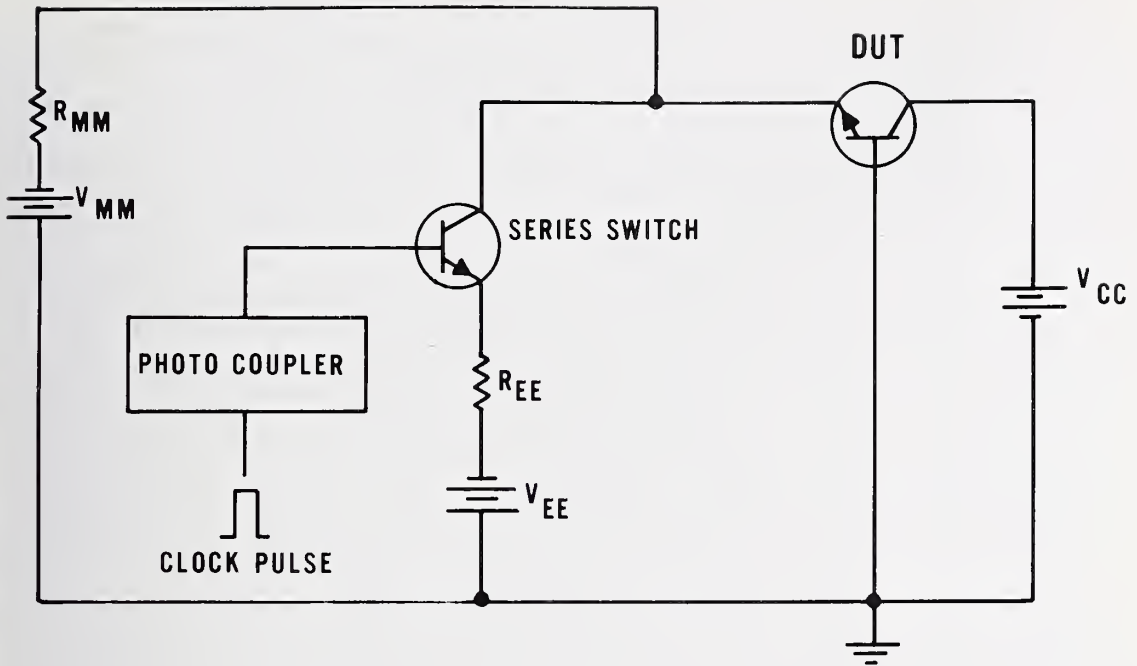 DUT
R MM
V MM
SERIES SWITCH
V CC
PHOTO COUPLER
R EE
V EE
CLOCK PULSE